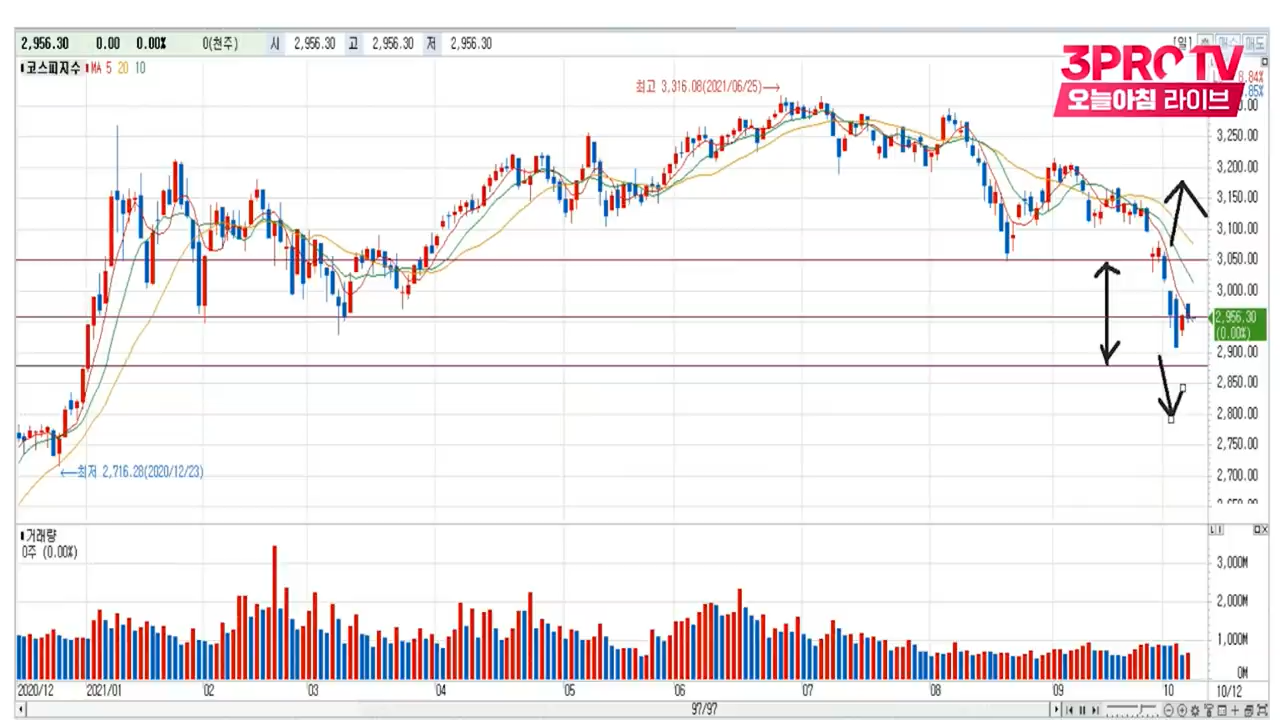 2,956.30 0.00 0.00% 0(천주) 시 2,956.30 고 2,956.30 저 2,956.30
[일]
3PRO TV
오늘아침 라이브
코스피지수 MA 5 20 10
8.84%
.85%
최고 3,316.08(2021/06/25)→
3,250.00
3,200.00
3,150.00
3,100.00
3,050.00
3,000.00
2,956.30
(0.00%)
2,900.00
2,850.00
2,800.00
2,750.00
2,700.00
←최저 2,716.28(2020/12/23)
거래량
0주 (0.00%)
3,000M
2,000M
1,000M
0M
2020/12 2021/01 02 03 04 05 06 07 08 09 10 10/12
97/97